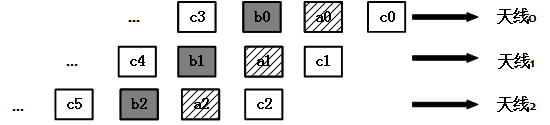 ... c3 b0 a0 c0 天线₀
... c4 b1 a1 c1 天线₁
... c5 b2 a2 c2 天线₂